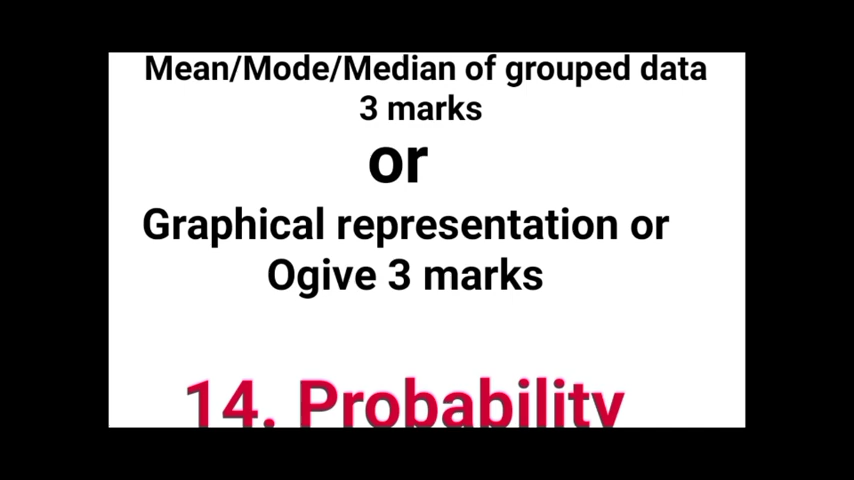 Mean/Mode/Median of grouped data
3 marks
or
Graphical representation or
Ogive 3 marks
14. Probability